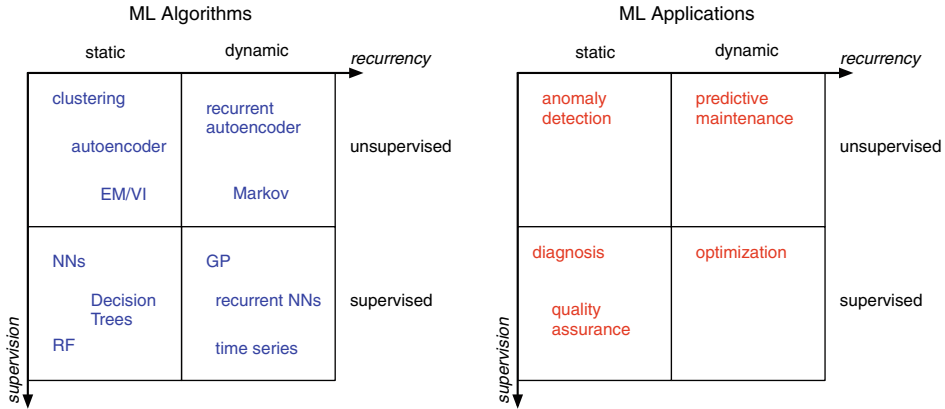 ML Algorithms
static
dynamic
recurrency
clustering
autoencoder
EM/VI
recurrent
autoencoder
Markov
unsupervised
NNs
Decision
Trees
RF
GP
recurrent NNs
time series
supervised
supervision
ML Applications
static
dynamic
recurrency
anomaly
detection
predictive
maintenance
unsupervised
diagnosis
quality
assurance
optimization
supervised
supervision